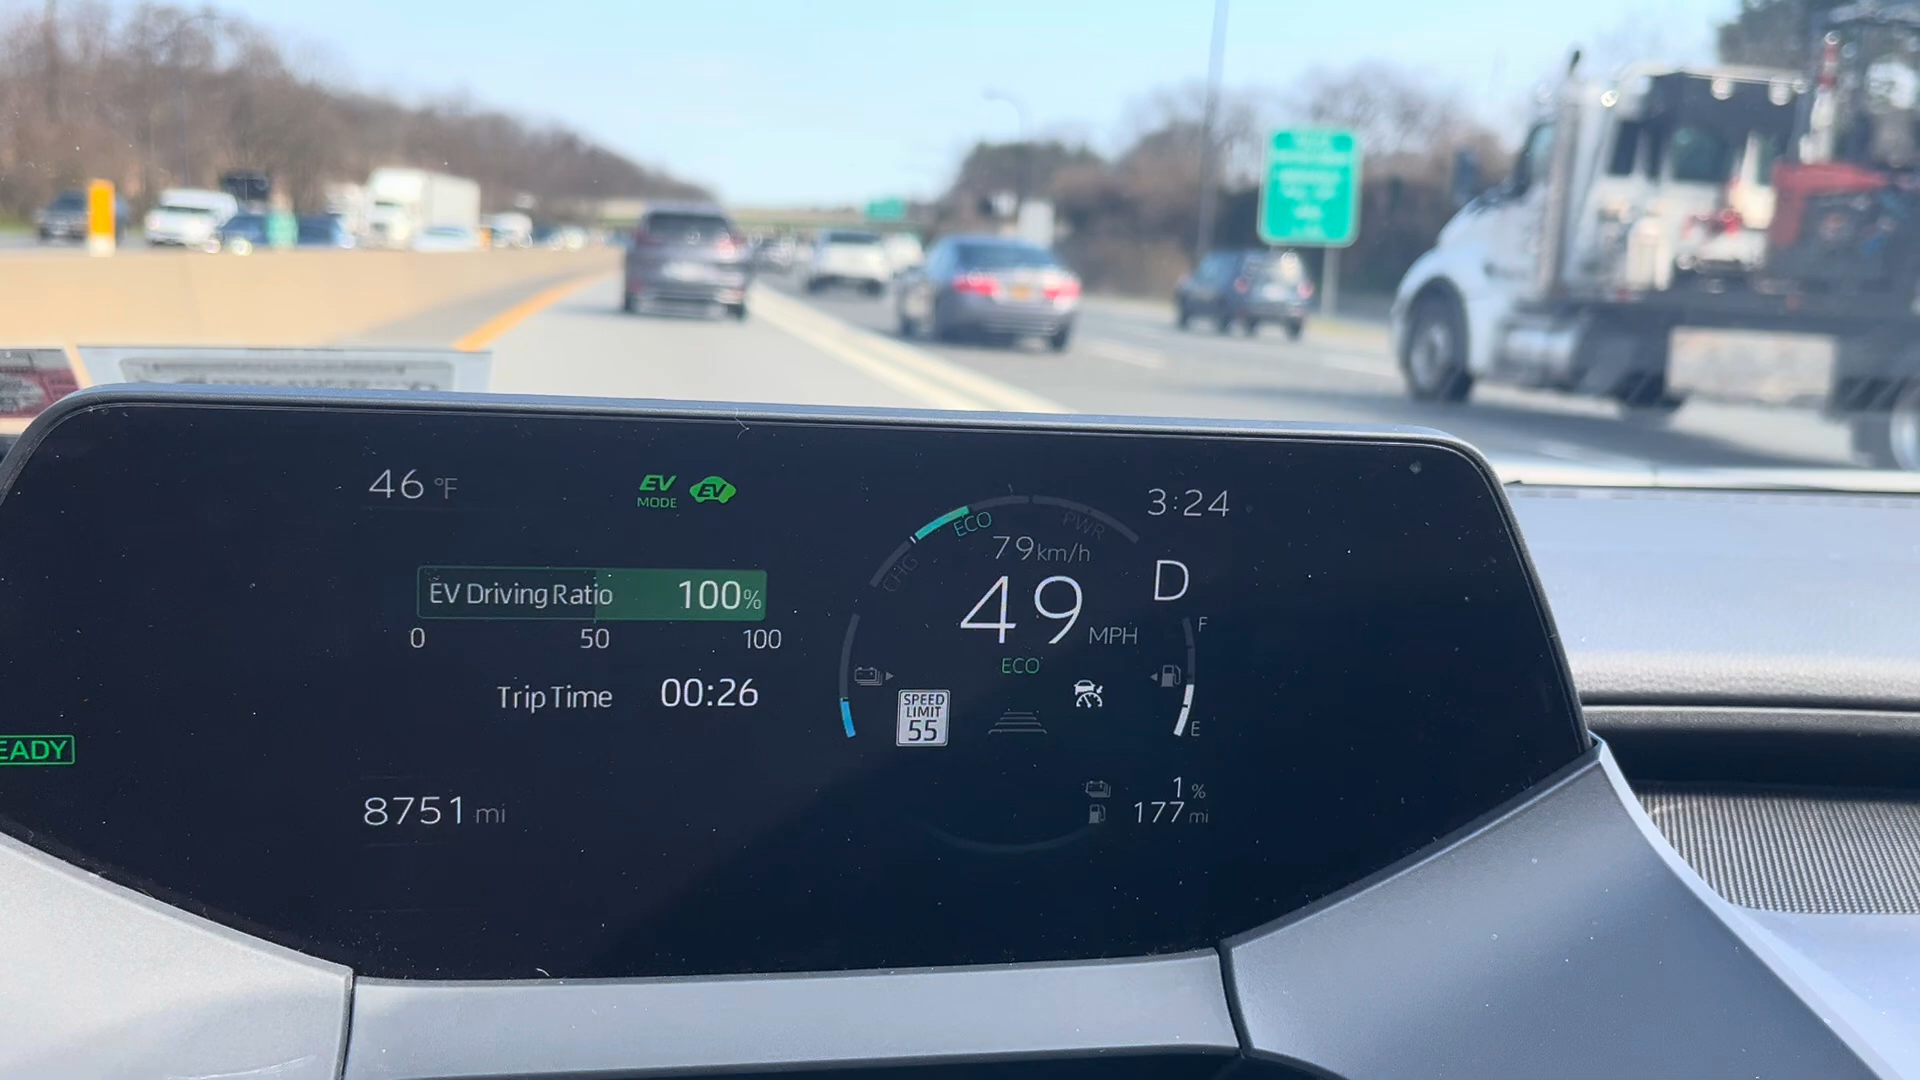 46 °F
EV
MODE
EV
3:24
CHG
ECO
PWR
79 km/h
49 MPH
D
ECO
EV Driving Ratio 100%
0 50 100
Trip Time 00:26
SPEED
LIMIT
55
F
E
EADY
8751 mi
1 %
177 mi